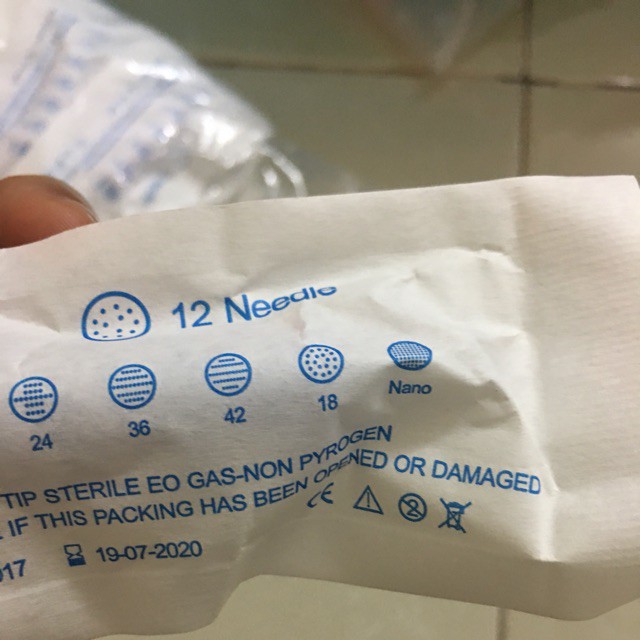 12 Needle
24 36 42 18 Nano
TIP STERILE EO GAS-NON PYROGEN
IF THIS PACKING HAS BEEN OPENED OR DAMAGED
CE
19-07-2020